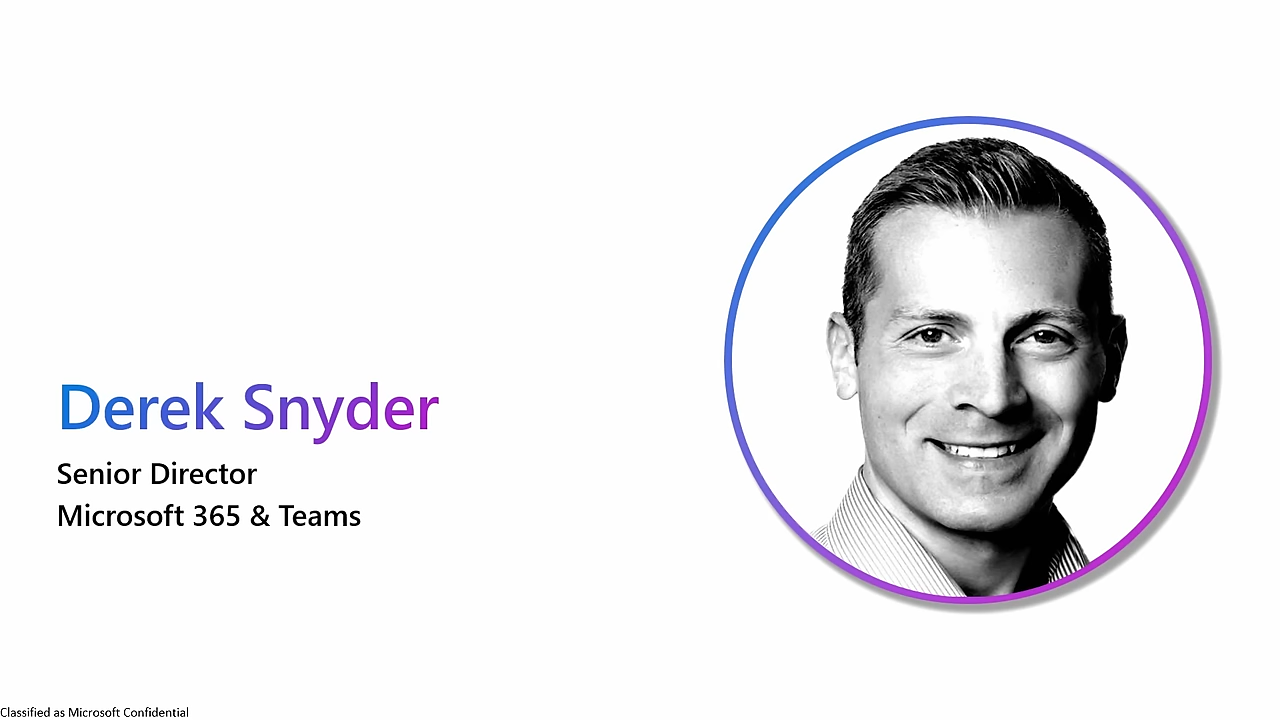 Derek Snyder
Senior Director
Microsoft 365 & Teams
Classified as Microsoft Confidential